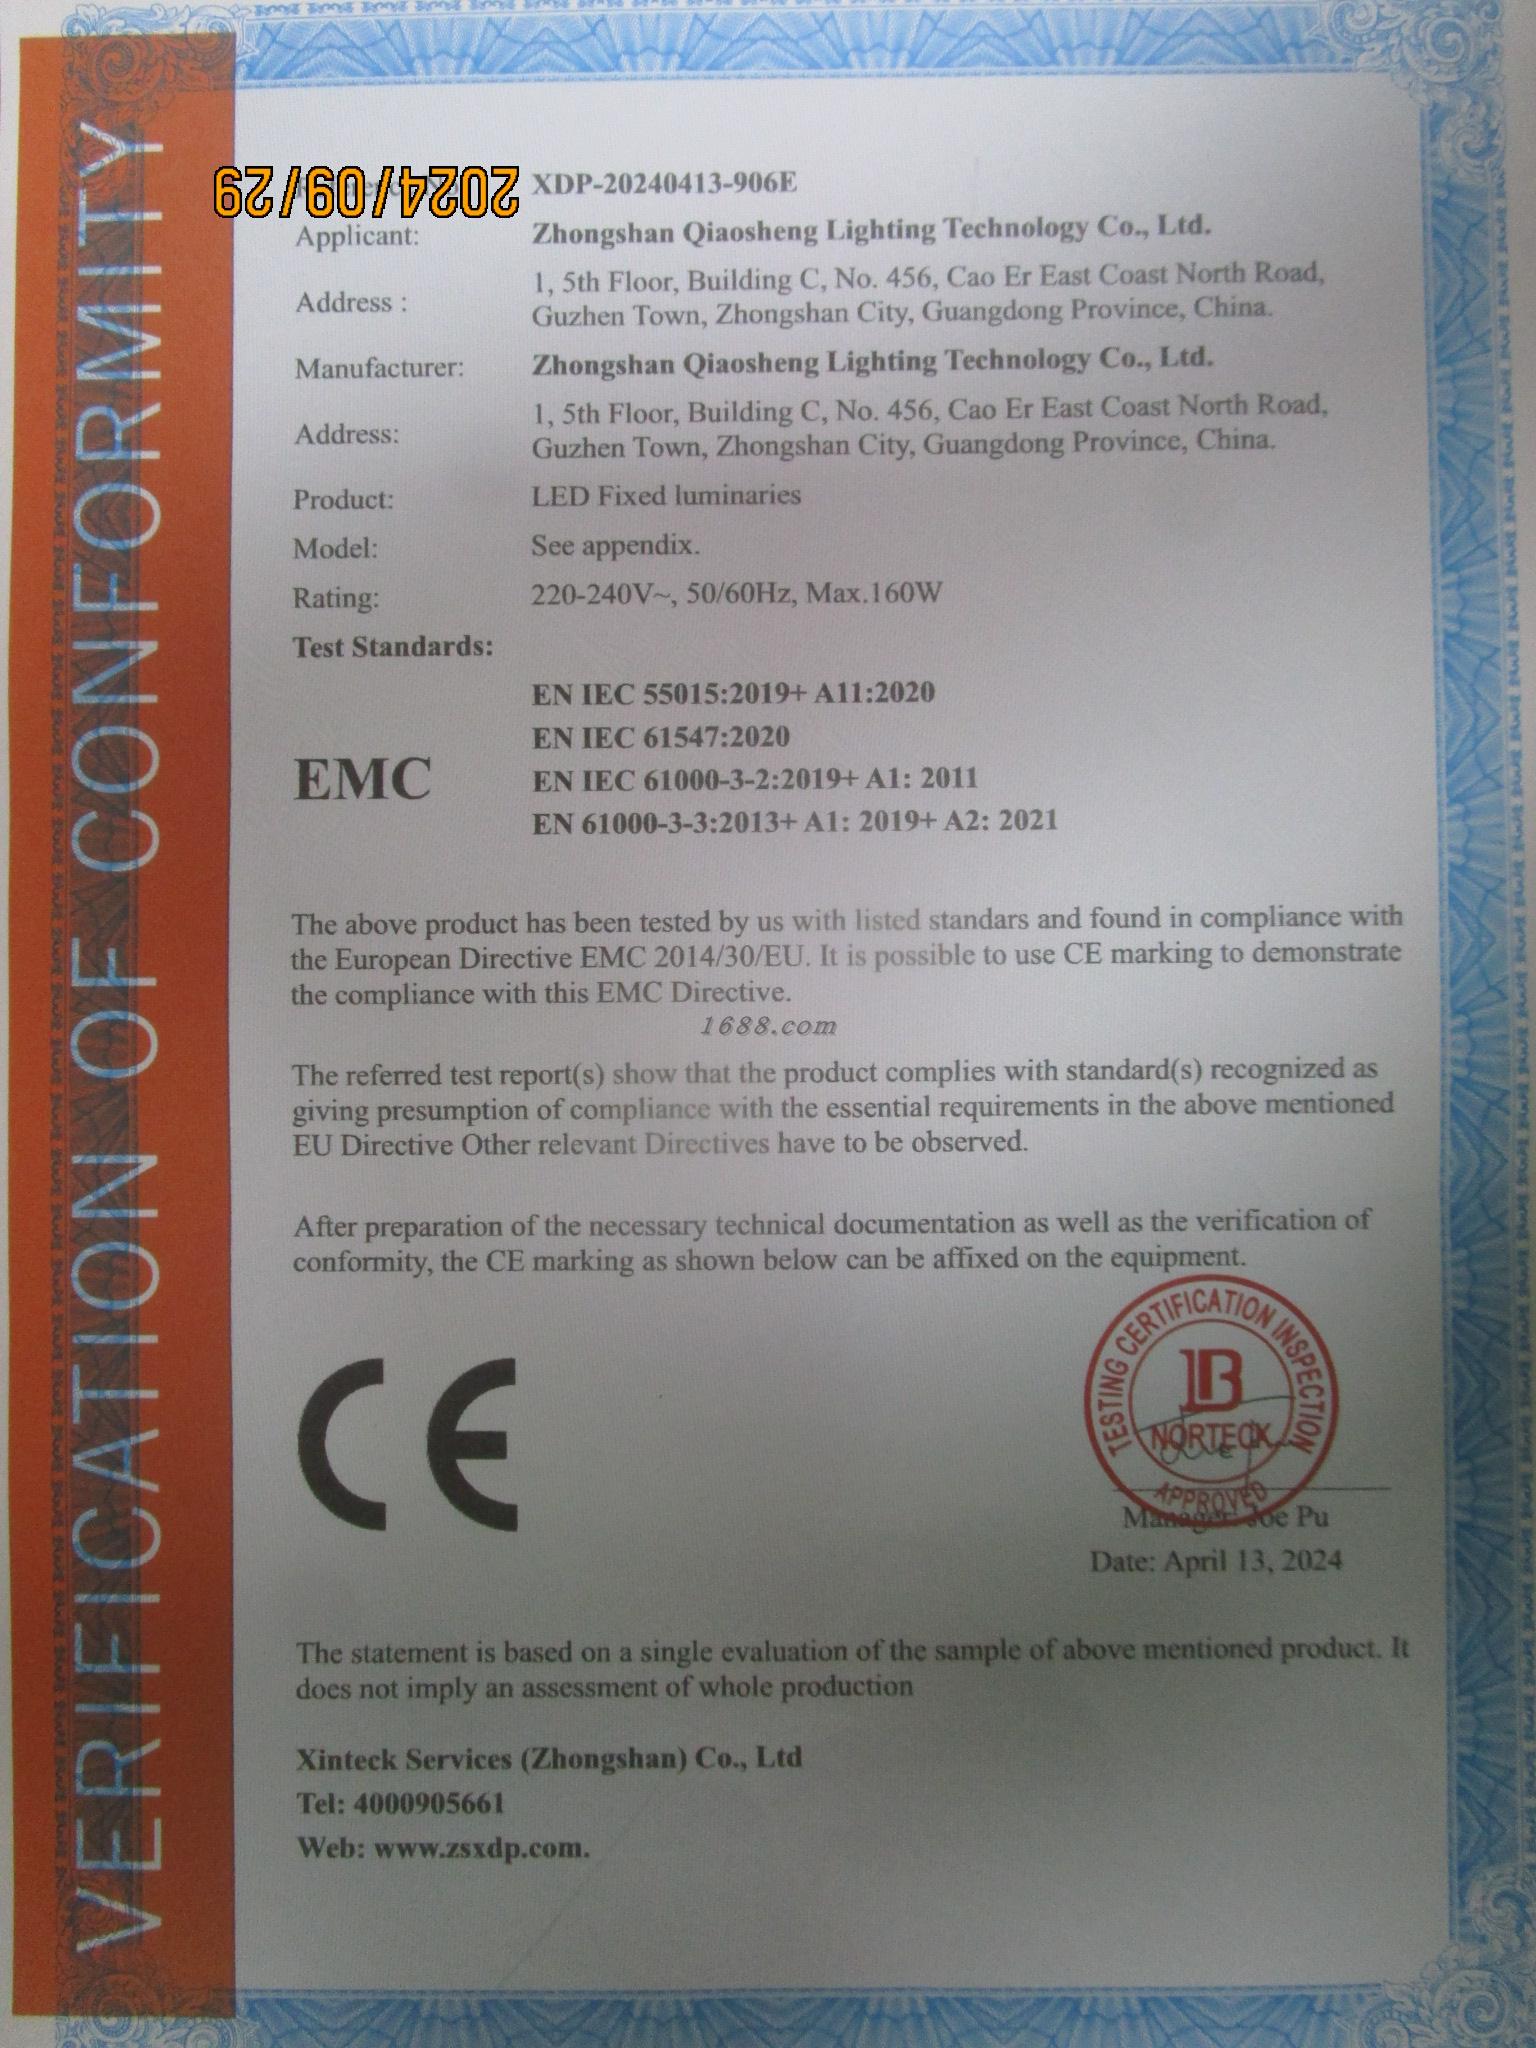 VERIFICATION OF CONFORMITY
2024/09/29
XDP-20240413-906E
Applicant: Zhongshan Qiaosheng Lighting Technology Co., Ltd.
Address : 1, 5th Floor, Building C, No. 456, Cao Er East Coast North Road,
Guzhen Town, Zhongshan City, Guangdong Province, China.
Manufacturer: Zhongshan Qiaosheng Lighting Technology Co., Ltd.
Address: 1, 5th Floor, Building C, No. 456, Cao Er East Coast North Road,
Guzhen Town, Zhongshan City, Guangdong Province, China.
Product: LED Fixed luminaries
Model: See appendix.
Rating: 220-240V~, 50/60Hz, Max.160W
Test Standards:
EN IEC 55015:2019+ A11:2020
EN IEC 61547:2020
EMC
EN IEC 61000-3-2:2019+ A1: 2011
EN 61000-3-3:2013+ A1: 2019+ A2: 2021
The above product has been tested by us with listed standars and found in compliance with
the European Directive EMC 2014/30/EU. It is possible to use CE marking to demonstrate
the compliance with this EMC Directive.
1688.com
The referred test report(s) show that the product complies with standard(s) recognized as
giving presumption of compliance with the essential requirements in the above mentioned
EU Directive Other relevant Directives have to be observed.
After preparation of the necessary technical documentation as well as the verification of
conformity, the CE marking as shown below can be affixed on the equipment.
CE
TESTING CERTIFICATION INSPECTION
B
NORTECK
APPROVED
Manager: Joe Pu
Date: April 13, 2024
The statement is based on a single evaluation of the sample of above mentioned product. It
does not imply an assessment of whole production
Xinteck Services (Zhongshan) Co., Ltd
Tel: 4000905661
Web: www.zsxdp.com.